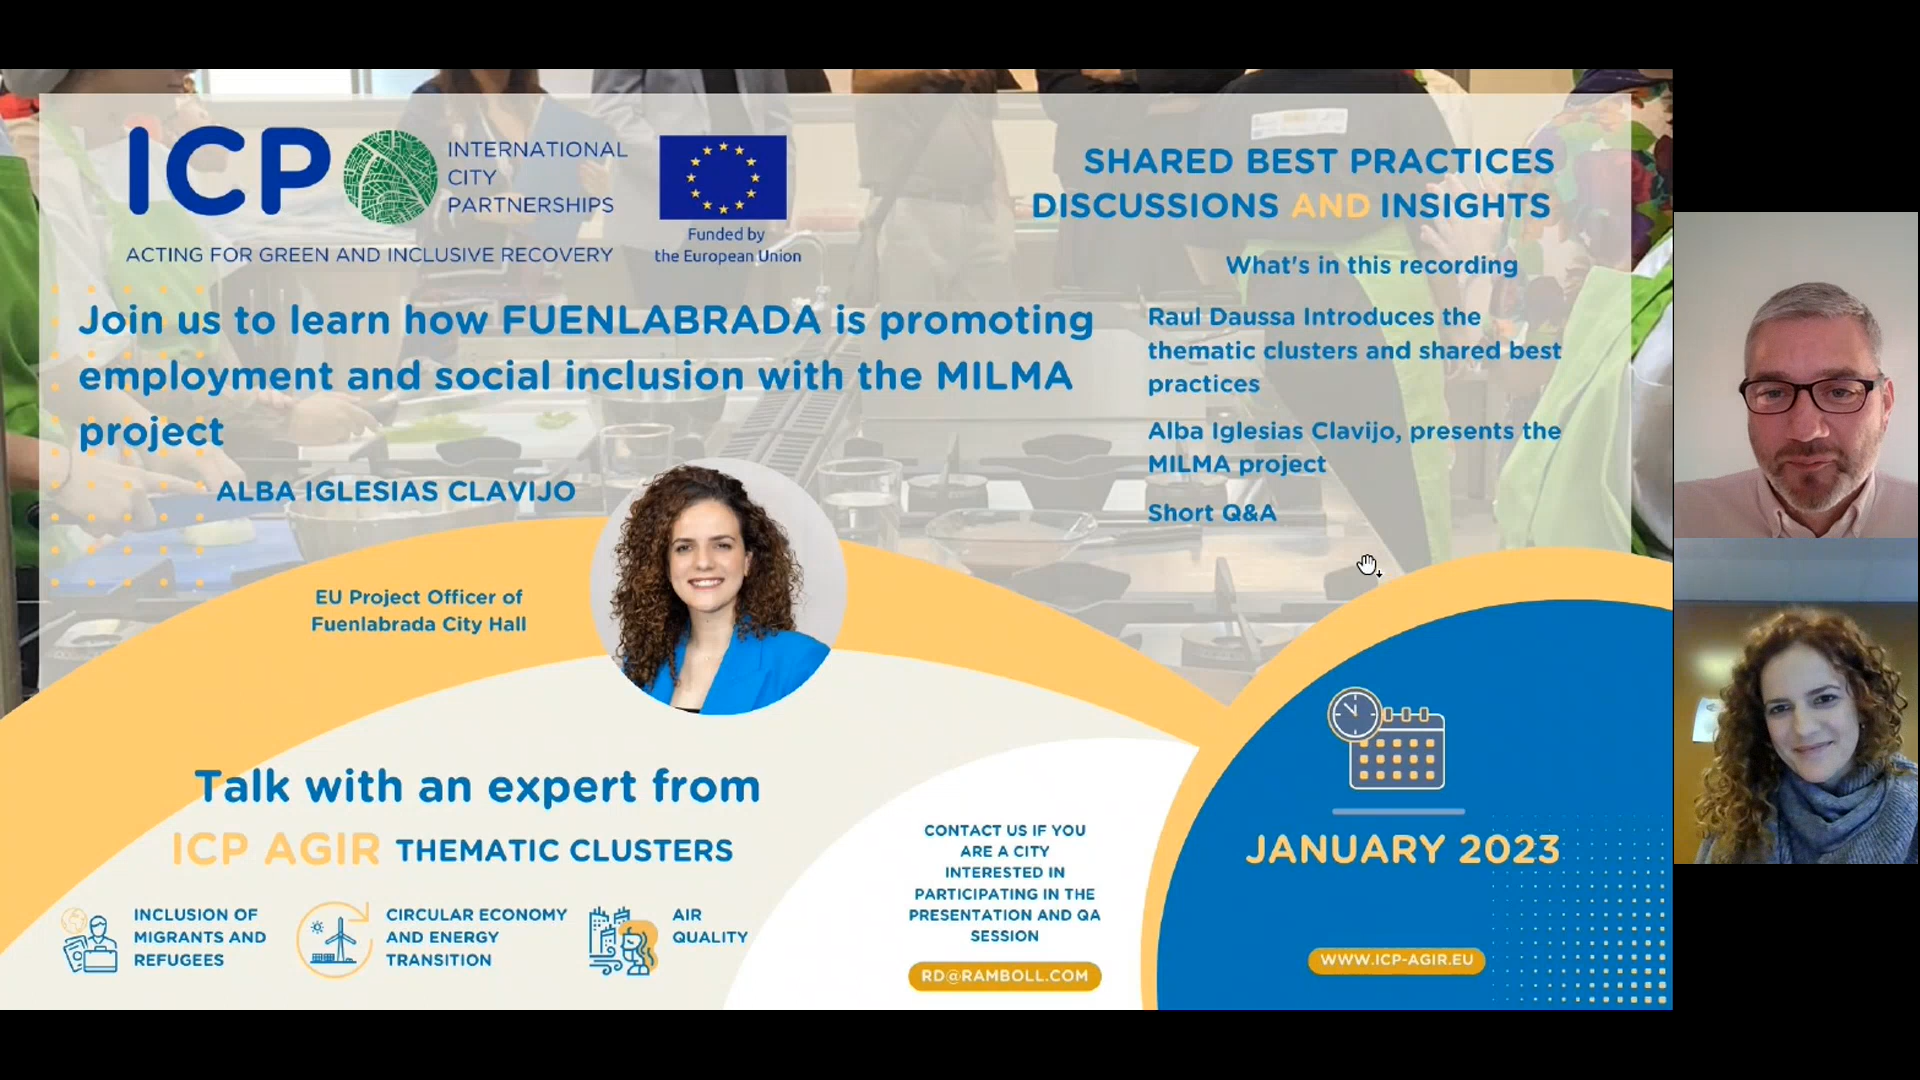 ICP
INTERNATIONAL
CITY
PARTNERSHIPS
ACTING FOR GREEN AND INCLUSIVE RECOVERY
Funded by
the European Union
SHARED BEST PRACTICES
DISCUSSIONS AND INSIGHTS
What's in this recording
Raul Daussa Introduces the
thematic clusters and shared best
practices
Alba Iglesias Clavijo, presents the
MILMA project
Short Q&A
Join us to learn how FUENLABRADA is promoting
employment and social inclusion with the MILMA
project
ALBA IGLESIAS CLAVIJO
EU Project Officer of
Fuenlabrada City Hall
Talk with an expert from
ICP AGIR THEMATIC CLUSTERS
INCLUSION OF
MIGRANTS AND
REFUGEES
CIRCULAR ECONOMY
AND ENERGY
TRANSITION
AIR
QUALITY
CONTACT US IF YOU
ARE A CITY
INTERESTED IN
PARTICIPATING IN THE
PRESENTATION AND QA
SESSION
RD@RAMBOLL.COM
JANUARY 2023
WWW.ICP-AGIR.EU